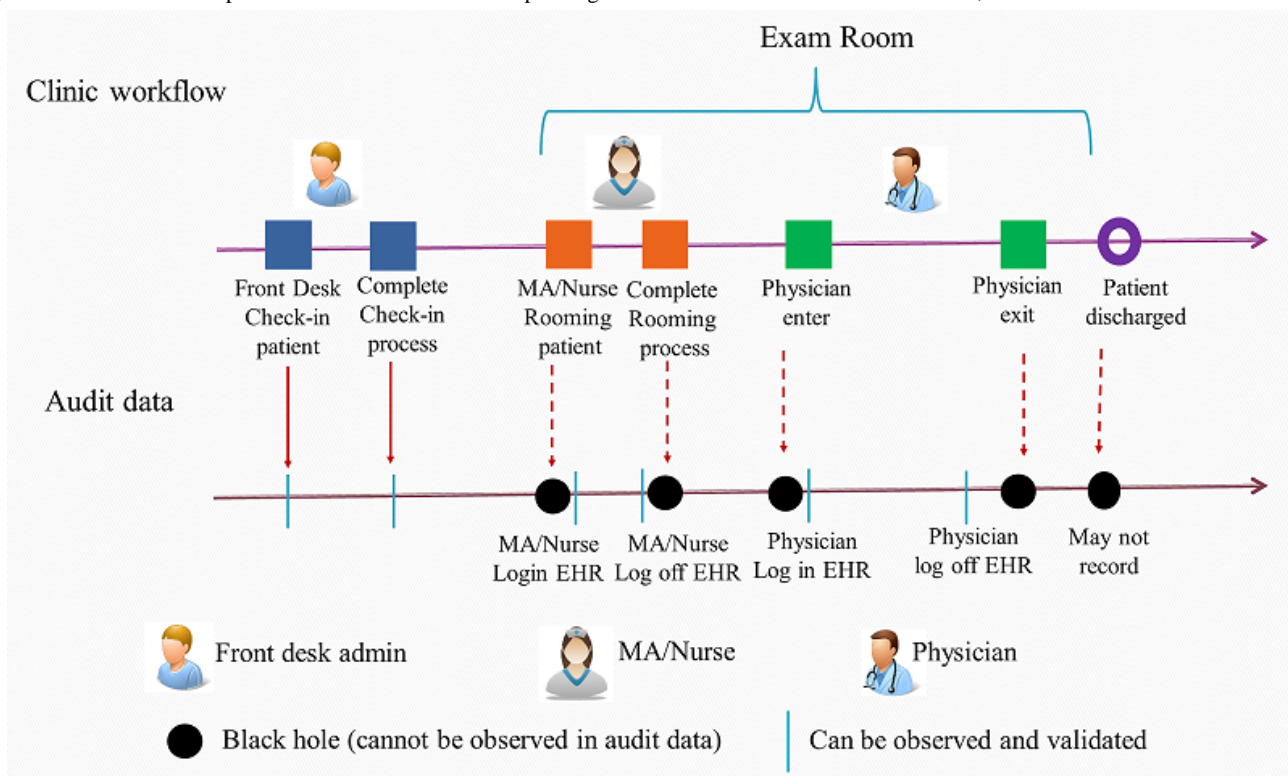 Exam Room
Clinic workflow
Front Desk
Check-in
patient
Complete
Check-in
process
MA/Nurse
Rooming
patient
Complete
Rooming
process
Physician
enter
Physician
exit
Patient
discharged
Audit data
MA/Nurse
Login EHR
MA/Nurse
Log off EHR
Physician
Log in EHR
Physician
log off EHR
May not
record
Front desk admin
MA/Nurse
Physician
Black hole (cannot be observed in audit data)
Can be observed and validated